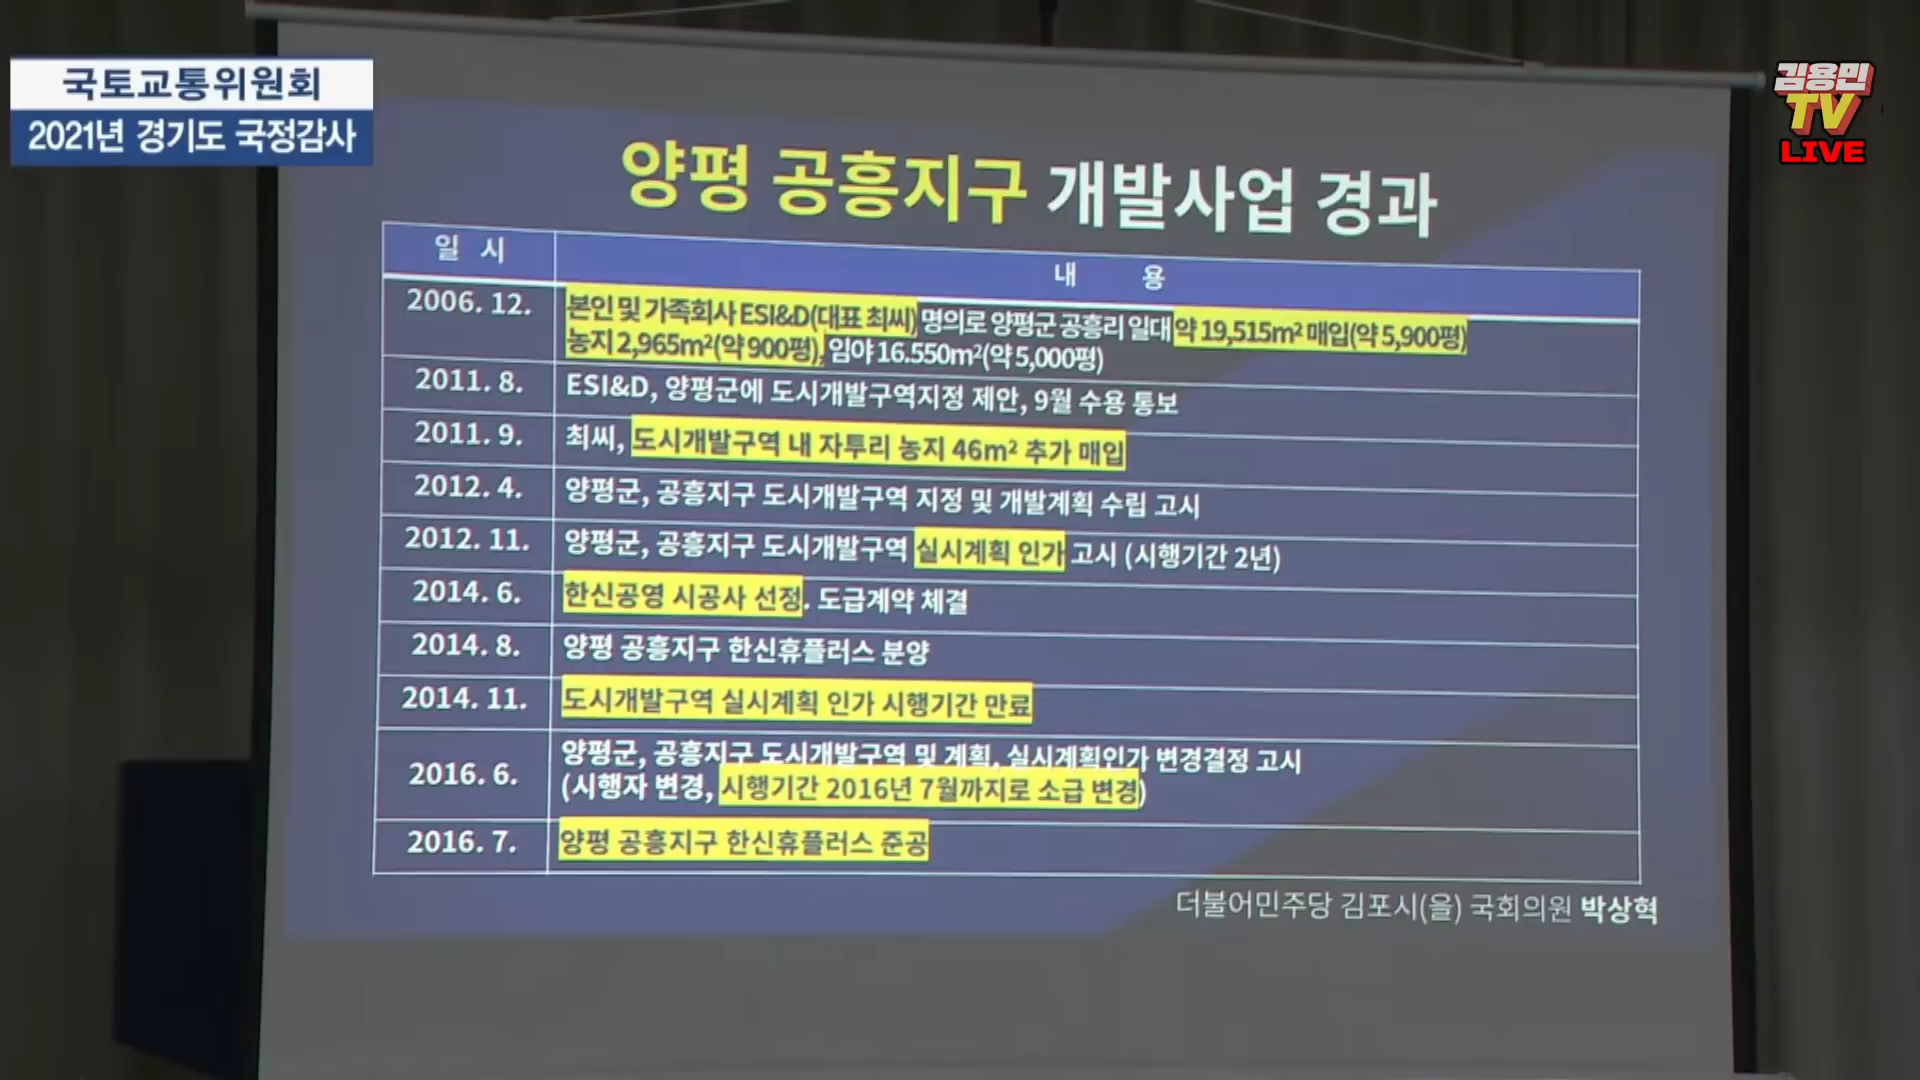 국토교통위원회
2021년 경기도 국정감사
김용민
TV
LIVE
양평 공흥지구 개발사업 경과
일 시 내 용
2006. 12. 본인 및 가족회사 ESI&D(대표 최씨) 명의로 양평군 공흥리 일대 약 19,515m² 매입(약 5,900평)
농지 2,965m²(약 900평), 임야 16.550m²(약 5,000평)
2011. 8. ESI&D, 양평군에 도시개발구역지정 제안, 9월 수용 통보
2011. 9. 최씨, 도시개발구역 내 자투리 농지 46m² 추가 매입
2012. 4. 양평군, 공흥지구 도시개발구역 지정 및 개발계획 수립 고시
2012. 11. 양평군, 공흥지구 도시개발구역 실시계획 인가 고시 (시행기간 2년)
2014. 6. 한신공영 시공사 선정. 도급계약 체결
2014. 8. 양평 공흥지구 한신휴플러스 분양
2014. 11. 도시개발구역 실시계획 인가 시행기간 만료
2016. 6. 양평군, 공흥지구 도시개발구역 및 계획, 실시계획인가 변경결정 고시
(시행자 변경, 시행기간 2016년 7월까지로 소급 변경)
2016. 7. 양평 공흥지구 한신휴플러스 준공
더불어민주당 김포시(을) 국회의원 박상혁